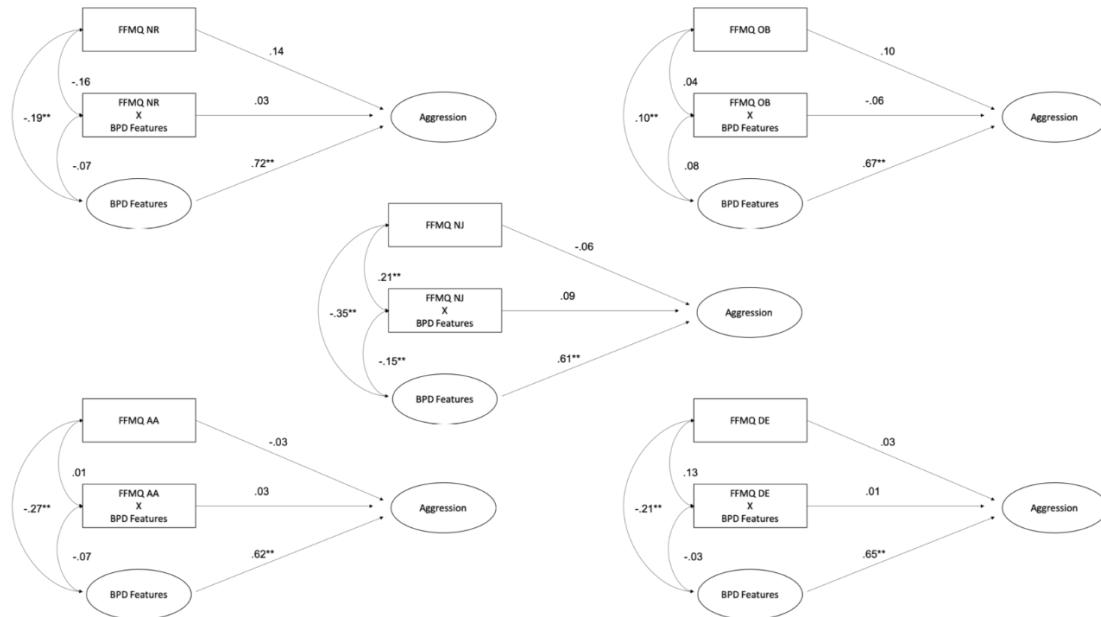 FFMQ NR
.14
-.16
FFMQ NR
X
BPD Features
.03
-.19**
Aggression
-.07
.72**
BPD Features
FFMQ OB
.10
.04
FFMQ OB
X
BPD Features
-.06
.10**
Aggression
.08
.67**
BPD Features
FFMQ NJ
-.06
.21**
FFMQ NJ
X
BPD Features
.09
-.35**
Aggression
-.15**
.61**
BPD Features
FFMQ AA
-.03
.01
FFMQ AA
X
BPD Features
.03
-.27**
Aggression
-.07
.62**
BPD Features
FFMQ DE
.03
.13
FFMQ DE
X
BPD Features
.01
-.21**
Aggression
-.03
.65**
BPD Features